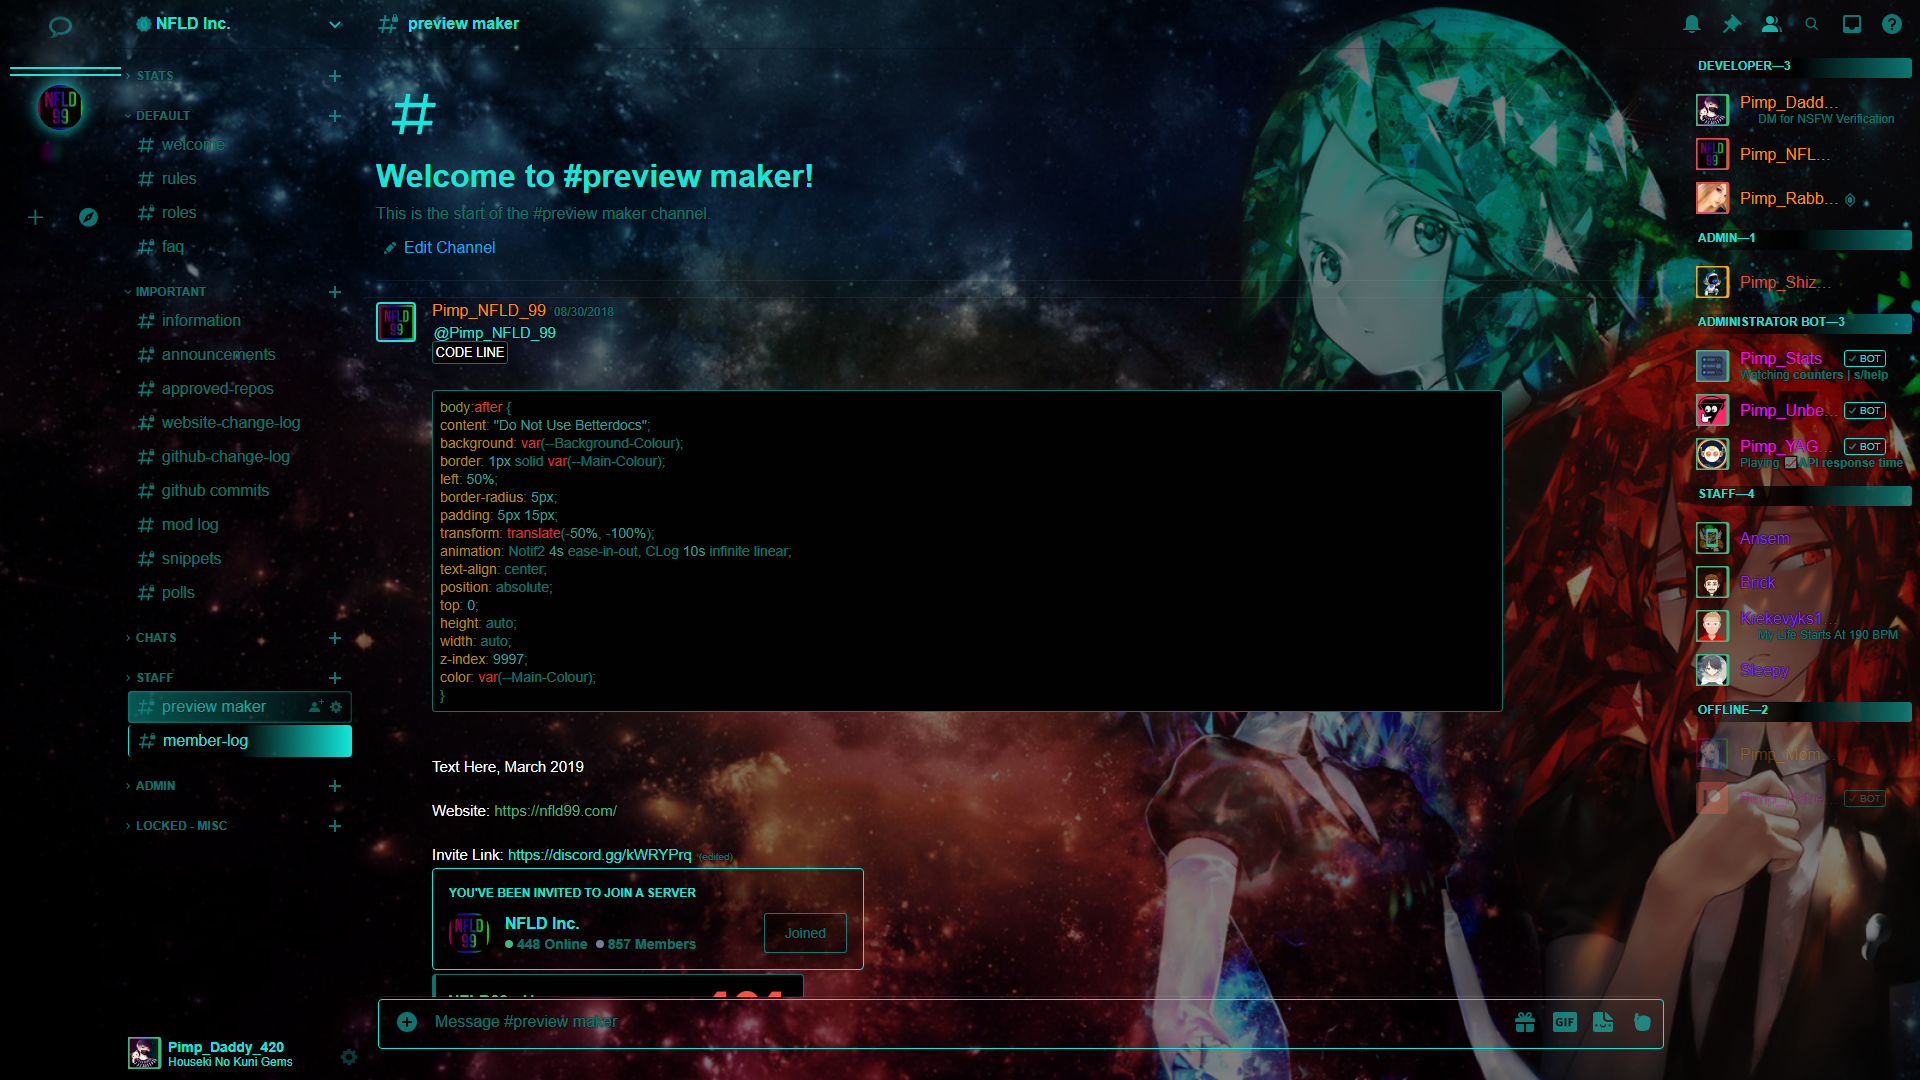 NFLD Inc.
NFLD
99
STATS
DEFAULT
welcome
rules
roles
faq
IMPORTANT
information
announcements
approved-repos
website-change-log
github-change-log
github commits
mod log
snippets
polls
CHATS
STAFF
preview maker
member-log
ADMIN
LOCKED - MISC
Pimp_Daddy_420
Houseki No Kuni Gems
preview maker
Welcome to #preview maker!
This is the start of the #preview maker channel.
Edit Channel
NFLD
99
Pimp_NFLD_99 08/30/2018
@Pimp_NFLD_99
CODE LINE
body:after {
content: "Do Not Use Betterdocs";
background: var(--Background-Colour);
border: 1px solid var(--Main-Colour);
left: 50%;
border-radius: 5px;
padding: 5px 15px;
transform: translate(-50%, -100%);
animation: Notif2 4s ease-in-out, CLog 10s infinite linear;
text-align: center;
position: absolute;
top: 0;
height: auto;
width: auto;
z-index: 9997;
color: var(--Main-Colour);
}
Text Here, March 2019
Website: https://nfld99.com/
Invite Link: https://discord.gg/kWRYPrq (edited)
YOU'VE BEEN INVITED TO JOIN A SERVER
NFLD
99
NFLD Inc.
448 Online 857 Members
Joined
Message #preview maker
GIF
DEVELOPER—3
Pimp_Dadd...
DM for NSFW Verification
NFLD
99
Pimp_NFL...
Pimp_Rabb...
ADMIN—1
Pimp_Shiz...
ADMINISTRATOR BOT—3
Pimp_Stats ✓ BOT
Watching counters | s/help
Pimp_Unbe... ✓ BOT
Pimp_YAG... ✓ BOT
Playing API response time
STAFF—4
Ansem
Brick
Krekevyks1...
My Life Starts At 190 BPM
Sleepy
OFFLINE—2
Pimp_Mom...
✓ BOT